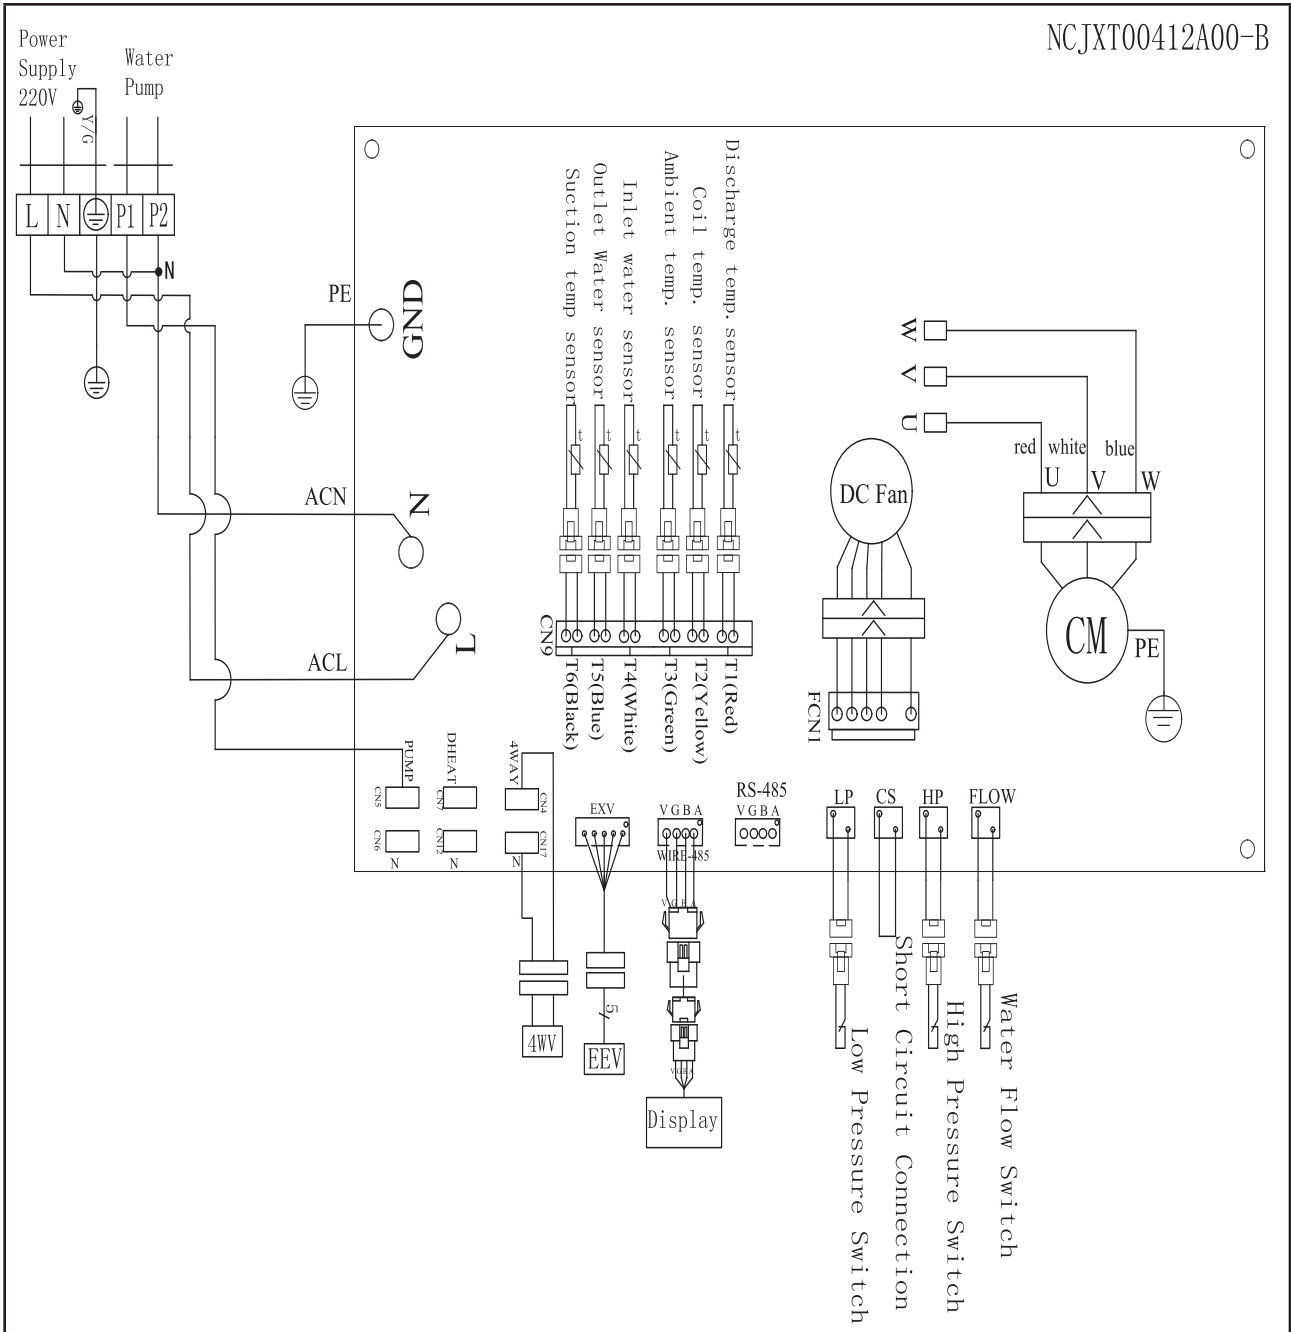 NCJXT00412A00-B
Power
Supply
220V
Water
Pump
Y/G
L
N
P1
P2
N
PE
GND
ACN
N
ACL
L
Suction temp sensor
Outlet Water sensor
Inlet water sensor
Ambient temp. sensor
Coil temp. sensor
Discharge temp. sensor
t
t
t
t
t
t
CN9
T6(Black)
T5(Blue)
T4(White)
T3(Green)
T2(Yellow)
T1(Red)
W
V
U
red
white
blue
U
V
W
DC Fan
CM
PE
FCN1
PUMP
DHEAT
4WAY
CN5
CN7
CN4
CN6
CN12
CN17
N
N
N
EXV
V G B A
WIRE-485
RS-485
V G B A
LP
CS
HP
FLOW
V G B A
5
4WV
EEV
V G B A
Display
Low Pressure Switch
Short Circuit Connection
High Pressure Switch
Water Flow Switch